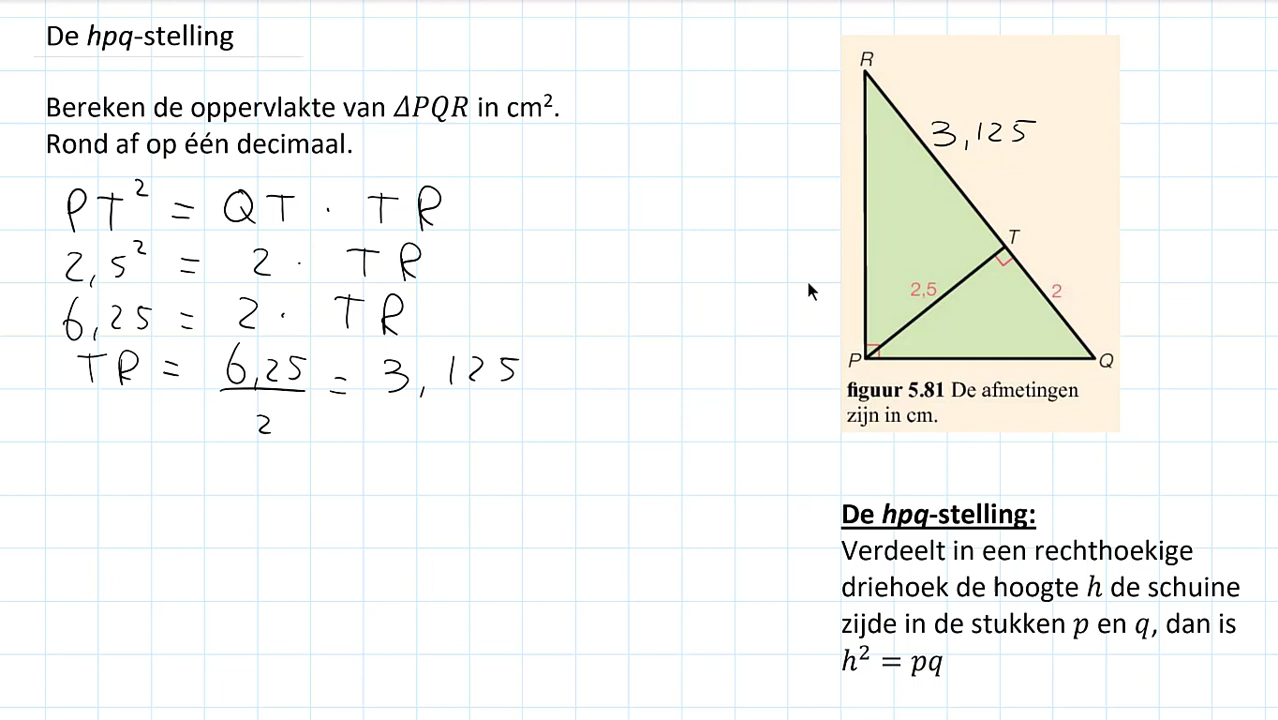 De hpq-stelling
Bereken de oppervlakte van ΔPQR in cm².
Rond af op één decimaal.
PT² = QT · TR
2,5² = 2 · TR
6,25 = 2 · TR
TR = 6,25/2 = 3,125
R
3,125
T
2,5
2
P
Q
figuur 5.81 De afmetingen
zijn in cm.
De hpq-stelling:
Verdeelt in een rechthoekige
driehoek de hoogte h de schuine
zijde in de stukken p en q, dan is
h² = pq